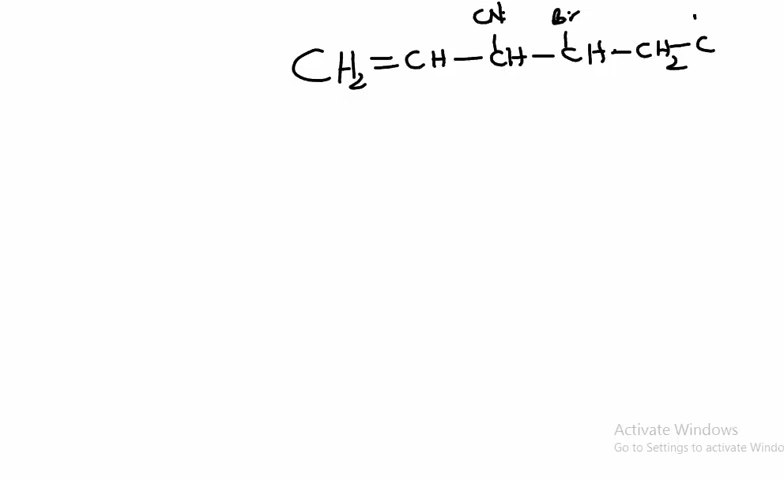 CN Br
CH2=CH-CH-CH-CH2-C
Activate Windows
Go to Settings to activate Windo